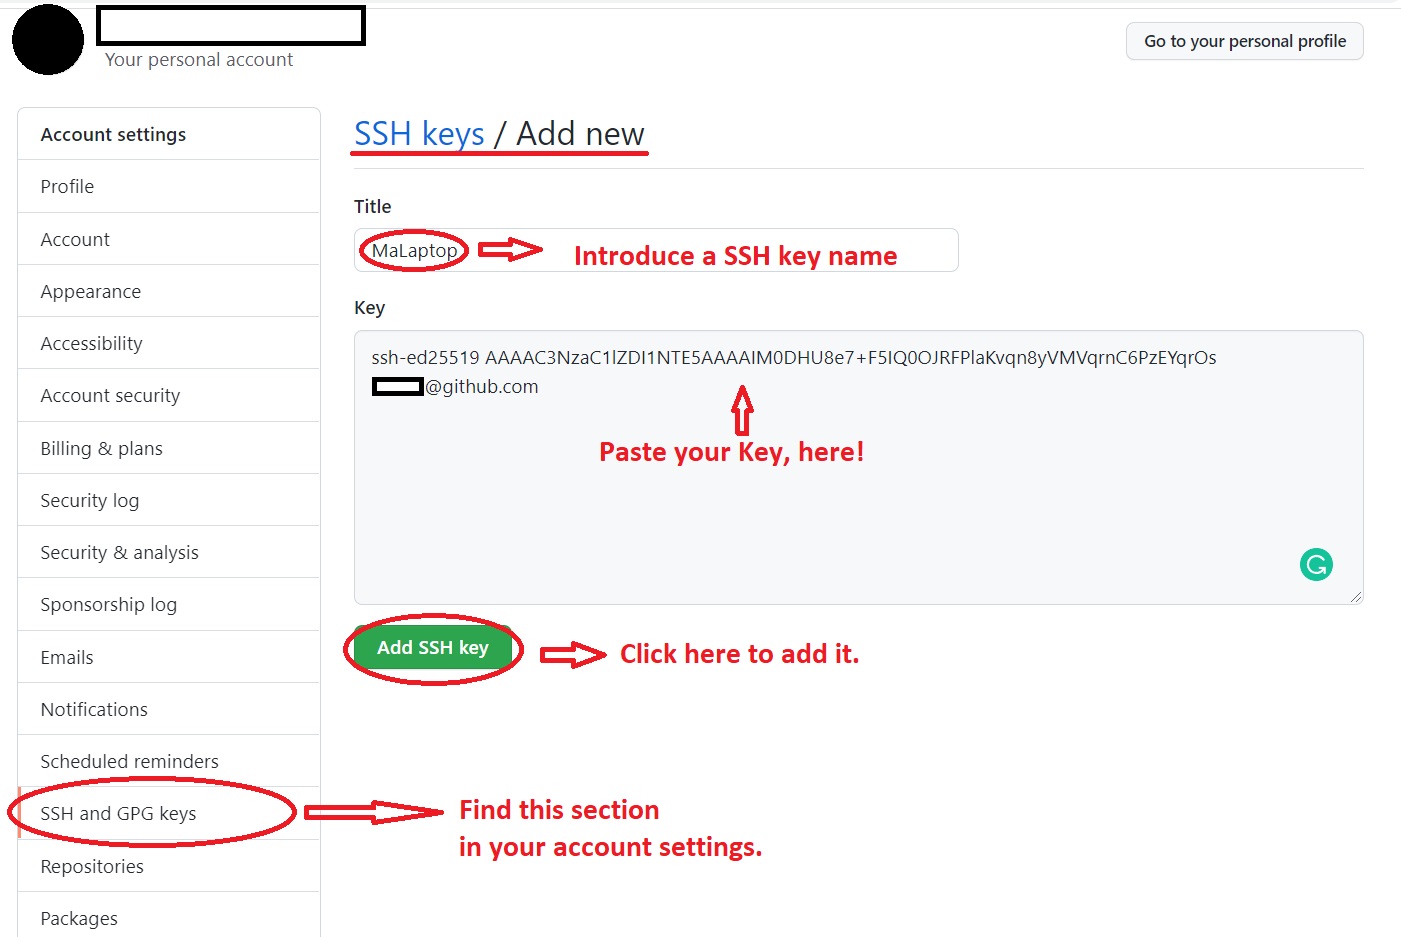 Your personal account
Go to your personal profile
Account settings
Profile
Account
Appearance
Accessibility
Account security
Billing & plans
Security log
Security & analysis
Sponsorship log
Emails
Notifications
Scheduled reminders
SSH and GPG keys
Repositories
Packages
SSH keys / Add new
Title
MaLaptop
Introduce a SSH key name
Key
ssh-ed25519 AAAAC3NzaC1lZDI1NTE5AAAAIM0DHU8e7+F5IQ0OJRFPlaKvqn8yVMVqrnC6PzEYqrOs
@github.com
Paste your Key, here!
Add SSH key
Click here to add it.
Find this section
in your account settings.